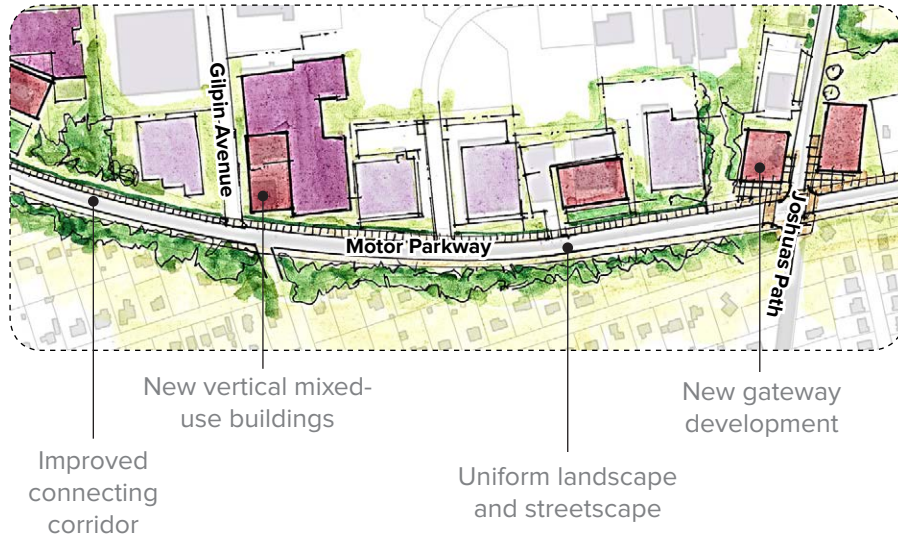 Gilpin Avenue
Motor Parkway
Joshuas Path
New vertical mixed-
use buildings
New gateway
development
Improved
connecting
corridor
Uniform landscape
and streetscape